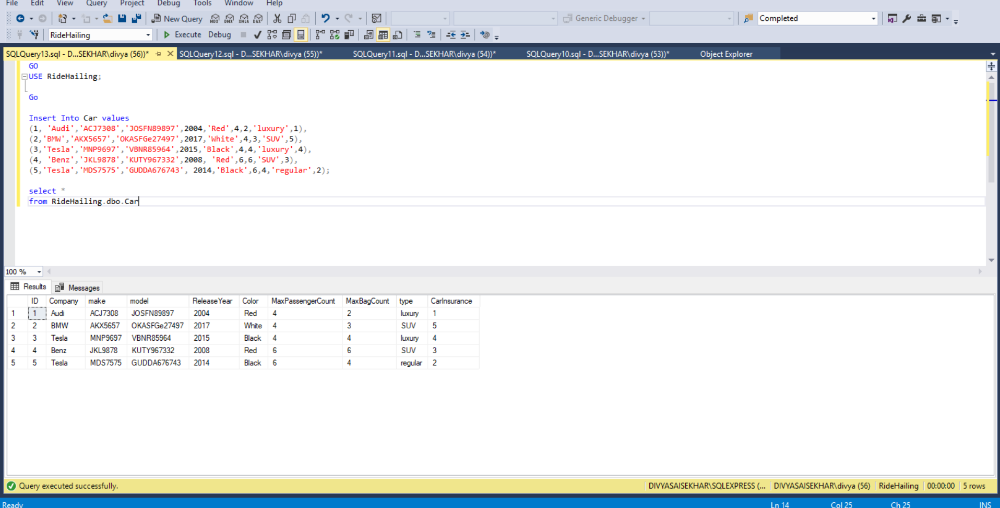 File Edit View Query Project Debug Tools Window Help
New Query MDX DMX XMLA DAX Generic Debugger Completed
RideHailing Execute Debug
SQLQuery13.sql - D...SEKHAR\divya (56))* SQLQuery12.sql - D...SEKHAR\divya (55))* SQLQuery11.sql - D...SEKHAR\divya (54))* SQLQuery10.sql - D...SEKHAR\divya (53))* Object Explorer
GO
USE RideHailing;
Go
Insert Into Car values
(1, 'Audi','ACJ7308','JOSFN89897',2004,'Red',4,2,'luxury',1),
(2,'BMW','AKX5657','OKASFGe27497',2017,'White',4,3,'SUV',5),
(3,'Tesla','MNP9697','VBNR85964',2015,'Black',4,4,'luxury',4),
(4, 'Benz','JKL9878','KUTY967332',2008, 'Red',6,6,'SUV',3),
(5,'Tesla','MDS7575','GUDDA676743', 2014,'Black',6,4,'regular',2);
select *
from RideHailing.dbo.Car
100 %
Results Messages
ID Company make model ReleaseYear Color MaxPassengerCount MaxBagCount type CarInsurance
1 1 Audi ACJ7308 JOSFN89897 2004 Red 4 2 luxury 1
2 2 BMW AKX5657 OKASFGe27497 2017 White 4 3 SUV 5
3 3 Tesla MNP9697 VBNR85964 2015 Black 4 4 luxury 4
4 4 Benz JKL9878 KUTY967332 2008 Red 6 6 SUV 3
5 5 Tesla MDS7575 GUDDA676743 2014 Black 6 4 regular 2
Query executed successfully. DIVYASAISEKHAR\SQLEXPRESS (... DIVYASAISEKHAR\divya (56) RideHailing 00:00:00 5 rows
Ready Ln 14 Col 25 Ch 25 INS